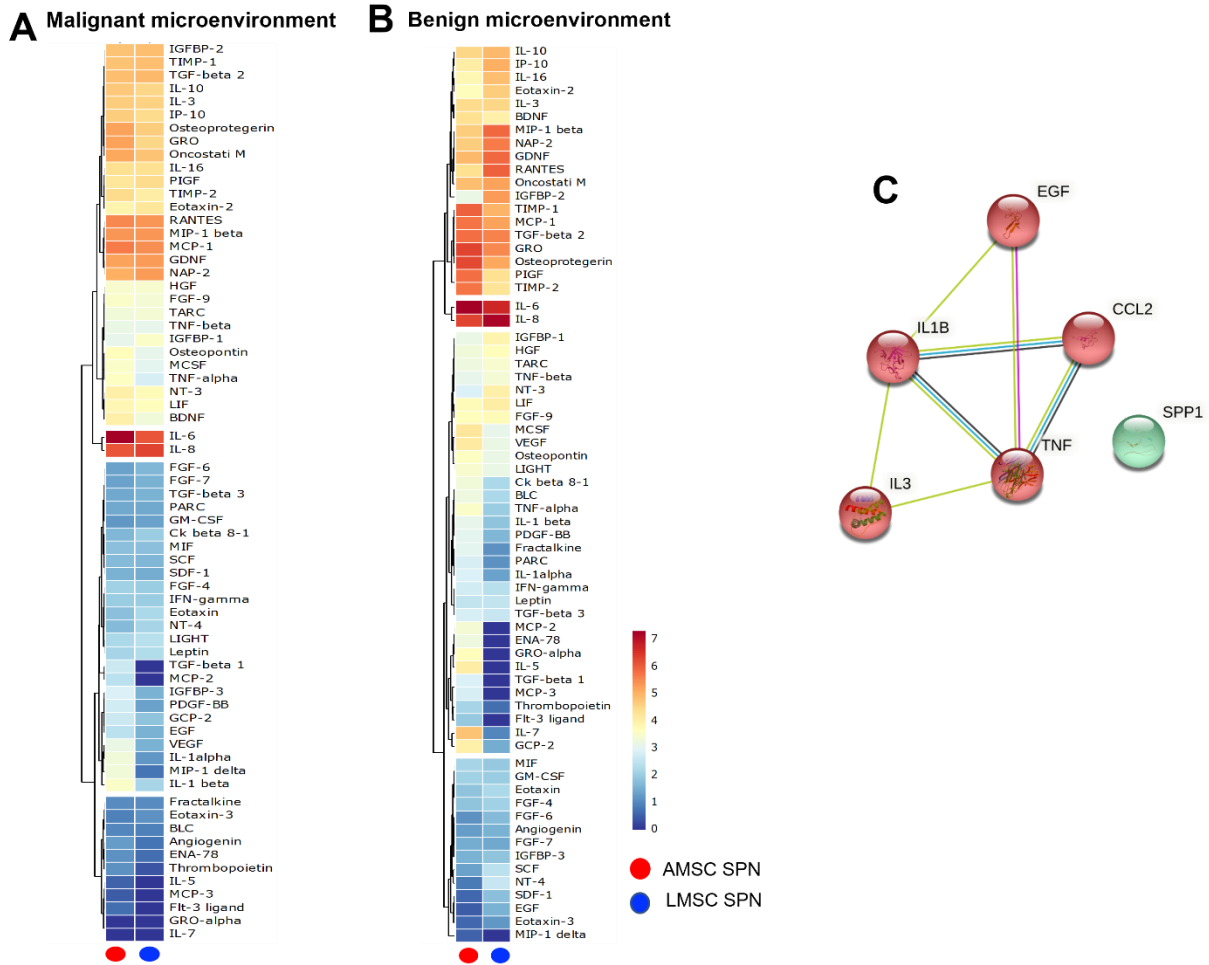 A Malignant microenvironment
IGFBP-2
TIMP-1
TGF-beta 2
IL-10
IL-3
IP-10
Osteoprotegerin
GRO
Oncostati M
IL-16
PIGF
TIMP-2
Eotaxin-2
RANTES
MIP-1 beta
MCP-1
GDNF
NAP-2
HGF
FGF-9
TARC
TNF-beta
IGFBP-1
Osteopontin
MCSF
TNF-alpha
NT-3
LIF
BDNF
IL-6
IL-8
FGF-6
FGF-7
TGF-beta 3
PARC
GM-CSF
Ck beta 8-1
MIF
SCF
SDF-1
FGF-4
IFN-gamma
Eotaxin
NT-4
LIGHT
Leptin
TGF-beta 1
MCP-2
IGFBP-3
PDGF-BB
GCP-2
EGF
VEGF
IL-1alpha
MIP-1 delta
IL-1 beta
Fractalkine
Eotaxin-3
BLC
Angiogenin
ENA-78
Thrombopoietin
IL-5
MCP-3
Flt-3 ligand
GRO-alpha
IL-7
B Benign microenvironment
IL-10
IP-10
IL-16
Eotaxin-2
IL-3
BDNF
MIP-1 beta
NAP-2
GDNF
RANTES
Oncostati M
IGFBP-2
TIMP-1
MCP-1
TGF-beta 2
GRO
Osteoprotegerin
PIGF
TIMP-2
IL-6
IL-8
IGFBP-1
HGF
TARC
TNF-beta
NT-3
LIF
FGF-9
MCSF
VEGF
Osteopontin
LIGHT
Ck beta 8-1
BLC
TNF-alpha
IL-1 beta
PDGF-BB
Fractalkine
PARC
IL-1alpha
IFN-gamma
Leptin
TGF-beta 3
MCP-2
ENA-78
GRO-alpha
IL-5
TGF-beta 1
MCP-3
Thrombopoietin
Flt-3 ligand
IL-7
GCP-2
MIF
GM-CSF
Eotaxin
FGF-4
FGF-6
Angiogenin
FGF-7
IGFBP-3
SCF
NT-4
SDF-1
EGF
Eotaxin-3
MIP-1 delta
7
6
5
4
3
2
1
0
AMSC SPN
LMSC SPN
C
EGF
CCL2
IL1B
SPP1
TNF
IL3